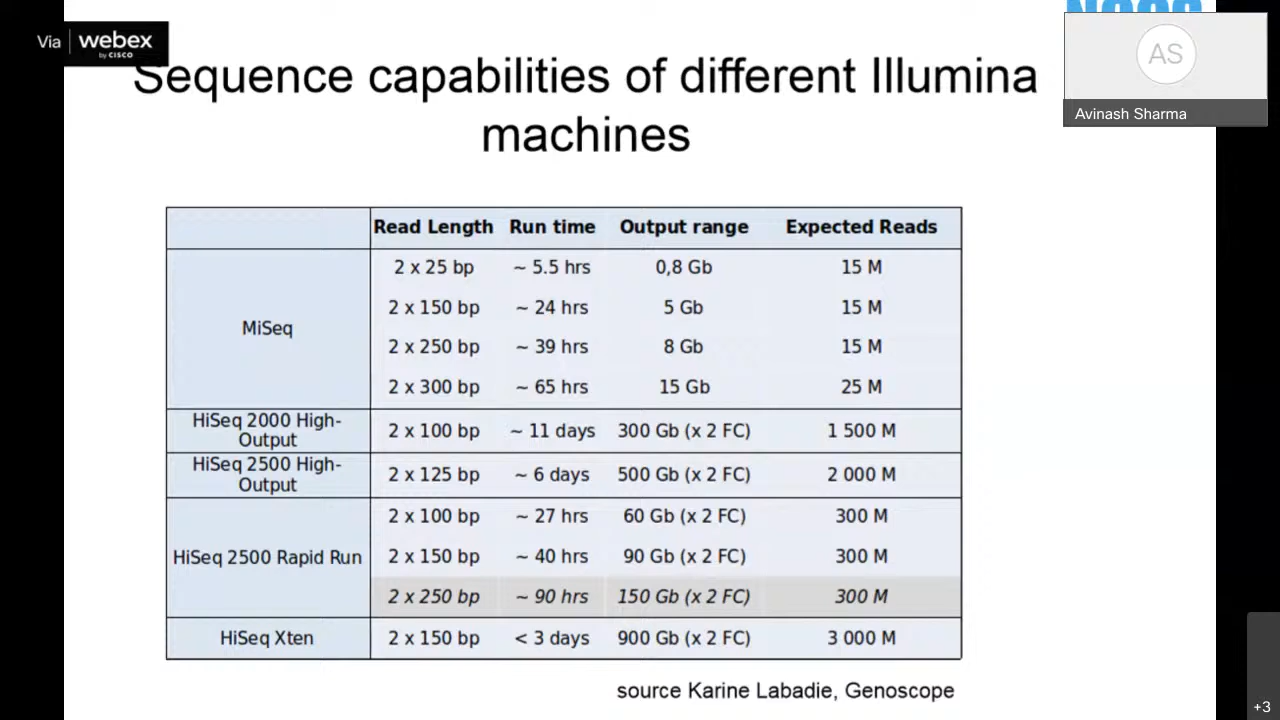 Via webex
by CISCO
AS
Avinash Sharma
Sequence capabilities of different Illumina
machines
Read Length Run time Output range Expected Reads
MiSeq
2 x 25 bp ~ 5.5 hrs 0,8 Gb 15 M
2 x 150 bp ~ 24 hrs 5 Gb 15 M
2 x 250 bp ~ 39 hrs 8 Gb 15 M
2 x 300 bp ~ 65 hrs 15 Gb 25 M
HiSeq 2000 High-
Output
2 x 100 bp ~ 11 days 300 Gb (x 2 FC) 1 500 M
HiSeq 2500 High-
Output
2 x 125 bp ~ 6 days 500 Gb (x 2 FC) 2 000 M
HiSeq 2500 Rapid Run
2 x 100 bp ~ 27 hrs 60 Gb (x 2 FC) 300 M
2 x 150 bp ~ 40 hrs 90 Gb (x 2 FC) 300 M
2 x 250 bp ~ 90 hrs 150 Gb (x 2 FC) 300 M
HiSeq Xten 2 x 150 bp < 3 days 900 Gb (x 2 FC) 3 000 M
source Karine Labadie, Genoscope
+3